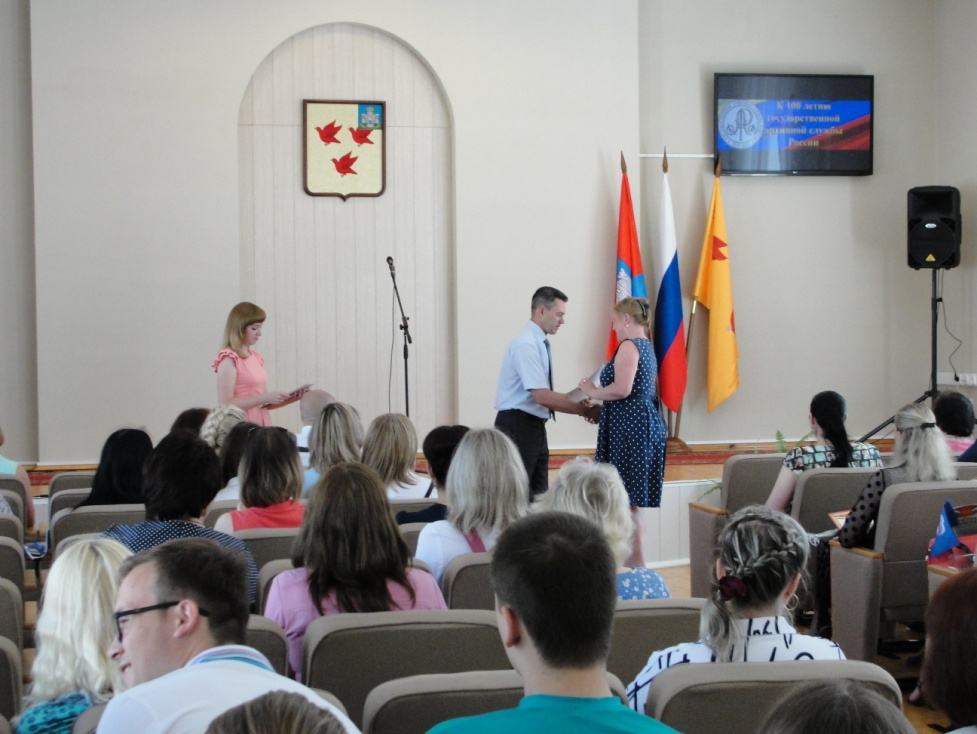 К 100 летию
государственной
архивной службы
России